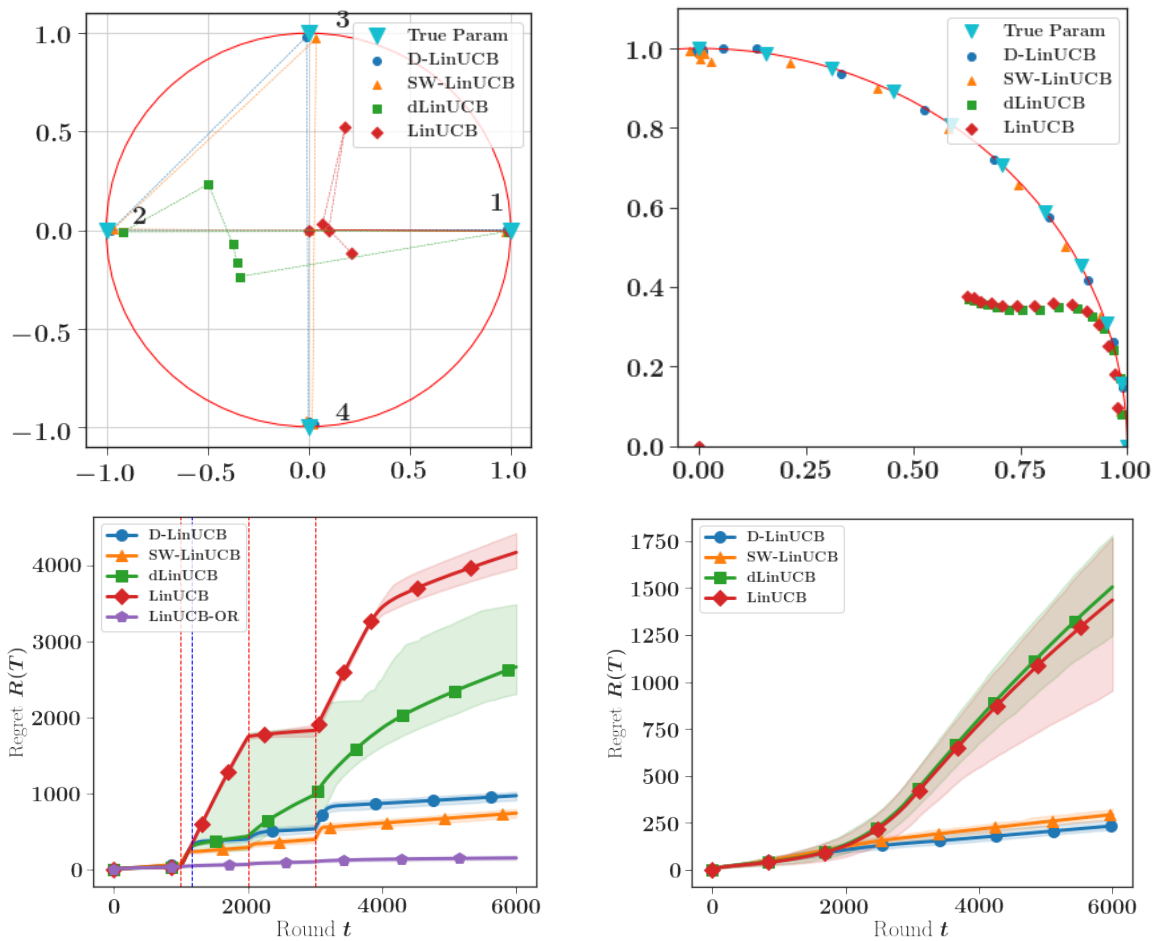 3
True Param
D-LinUCB
SW-LinUCB
dLinUCB
LinUCB
1
2
4
1.0
0.5
0.0
−0.5
−1.0
−1.0 −0.5 0.0 0.5 1.0
True Param
D-LinUCB
SW-LinUCB
dLinUCB
LinUCB
1.0
0.8
0.6
0.4
0.2
0.0
0.00 0.25 0.50 0.75 1.00
D-LinUCB
SW-LinUCB
dLinUCB
LinUCB
LinUCB-OR
4000
3000
2000
1000
0
Regret R(T)
0 2000 4000 6000
Round t
D-LinUCB
SW-LinUCB
dLinUCB
LinUCB
1750
1500
1250
1000
750
500
250
0
Regret R(T)
0 2000 4000 6000
Round t